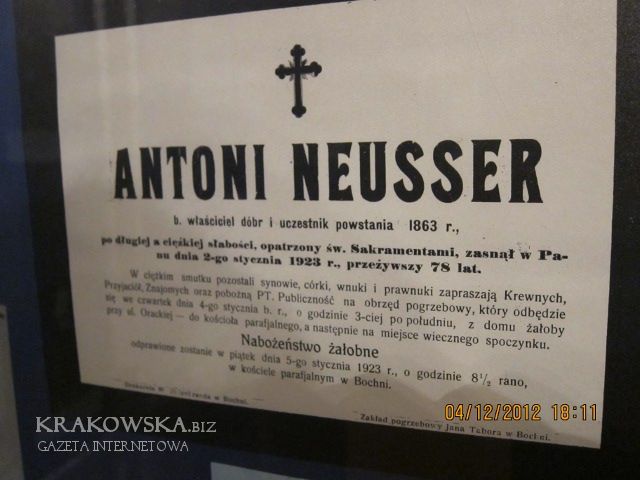 ANTONI NEUSSER
b. właściciel dóbr i uczestnik powstania 1863 r.,
po długiej a ciężkiej słabości, opatrzony św. Sakramentami, zasnął w Pa-
nu dnia 2-go stycznia 1923 r., przeżywszy 78 lat.
W ciężkim smutku pozostali synowie, córki, wnuki i prawnuki zapraszają Krewnych,
Przyjaciół, Znajomych oraz pobożną PT. Publiczność na obrzęd pogrzebowy, który odbędzie
się we czwartek dnia 4-go stycznia b. r., o godzinie 3-ciej po południu, z domu żałoby
przy ul. Orackiej — do kościoła parafjalnego, a następnie na miejsce wiecznego spoczynku.
Nabożeństwo żałobne
odprawione zostanie w piątek dnia 5-go stycznia 1923 r., o godzinie 8½ rano,
w kościele parafjalnym w Bochni.
Drukarnia w Bochni.
Zakład pogrzebowy Jana Tabora w Bochni.
KRAKOWSKA.BIZ
GAZETA INTERNETOWA
04/12/2012 18:11